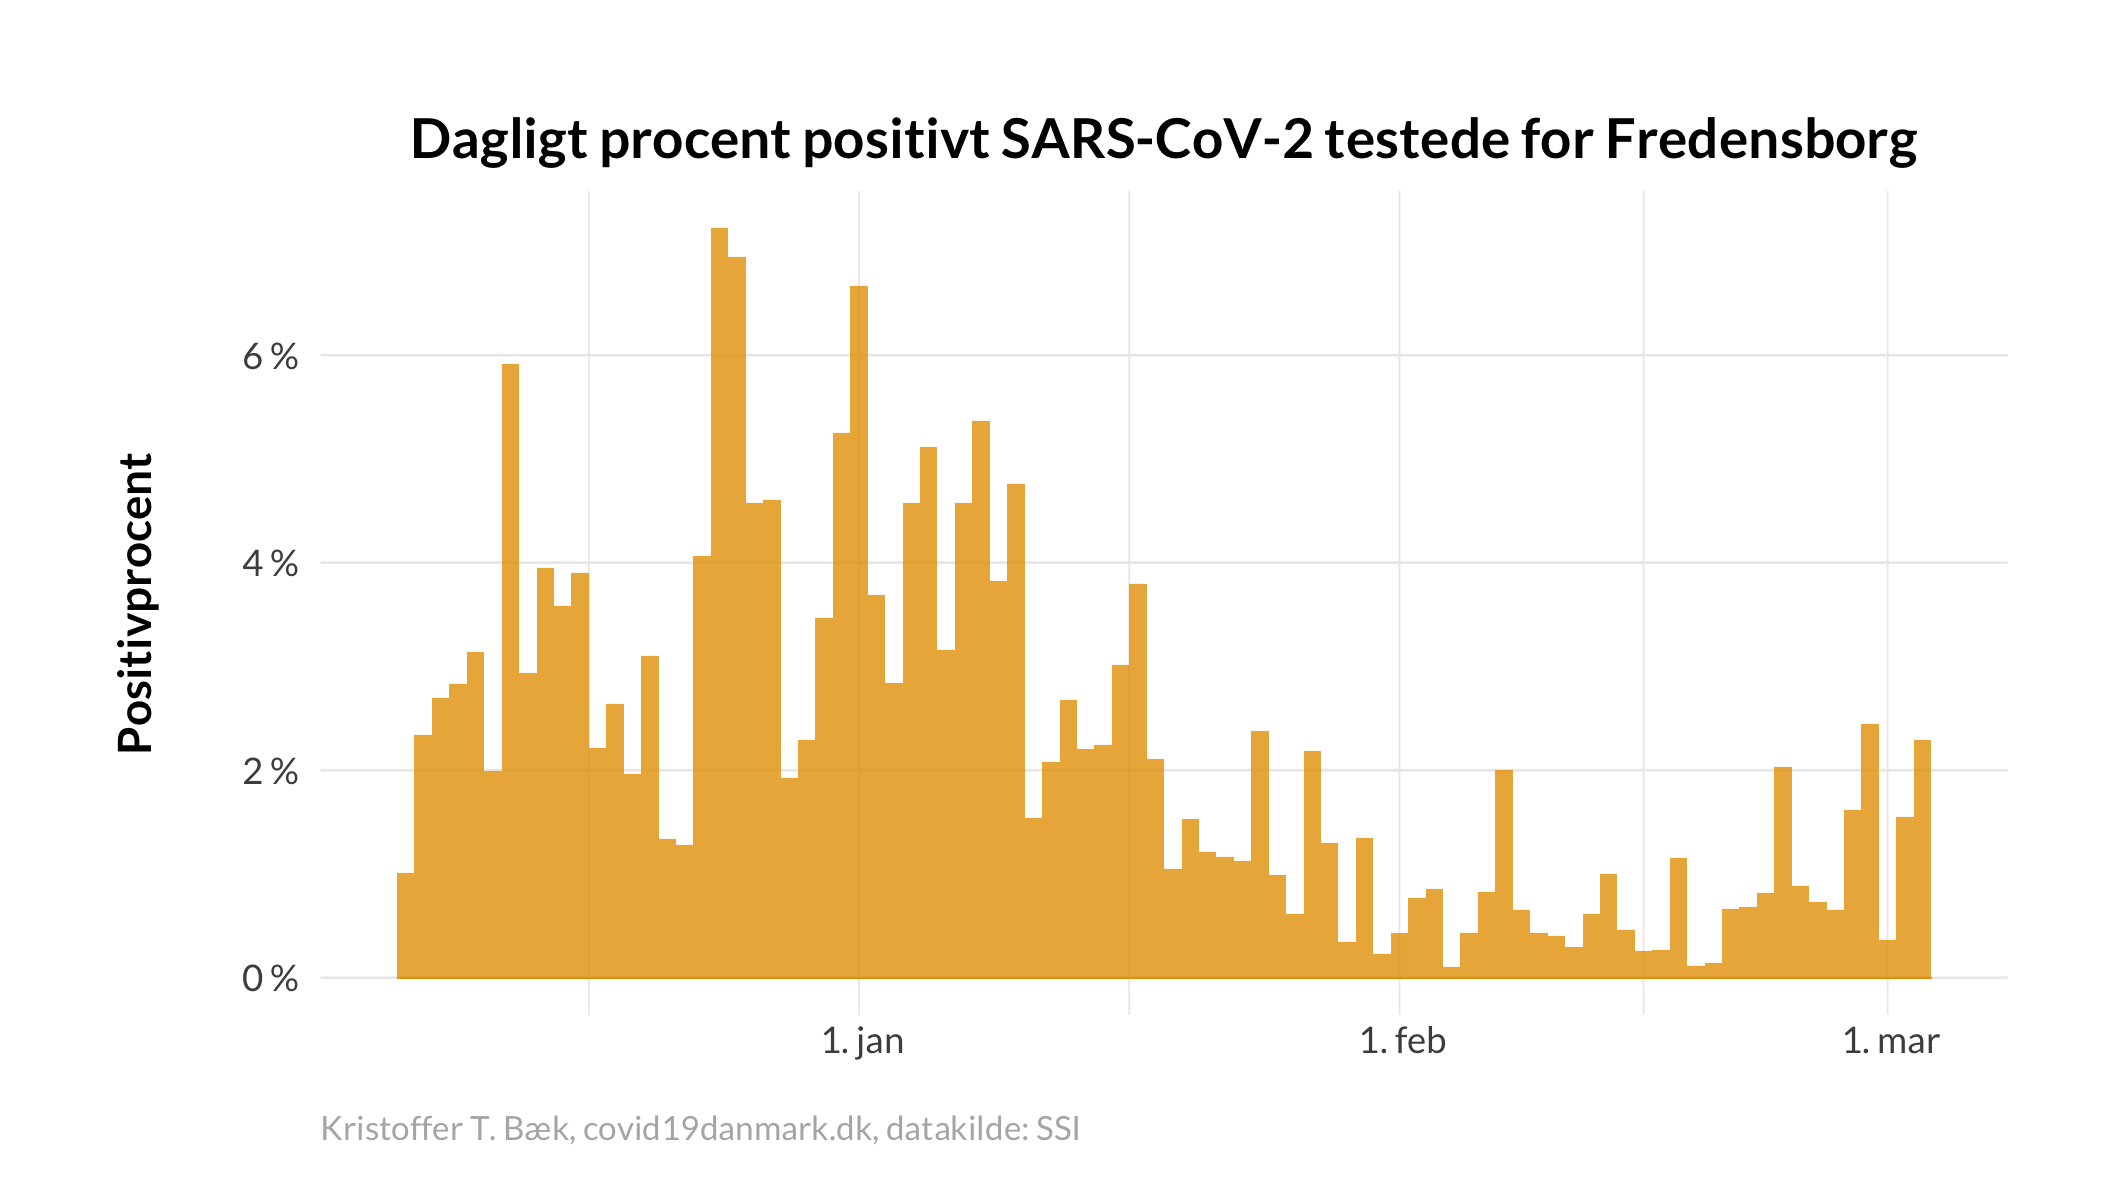 Dagligt procent positivt SARS-CoV-2 testede for Fredensborg
Positivprocent
6 %
4 %
2 %
0 %
1. jan
1. feb
1. mar
Kristoffer T. Bæk, covid19danmark.dk, datakilde: SSI